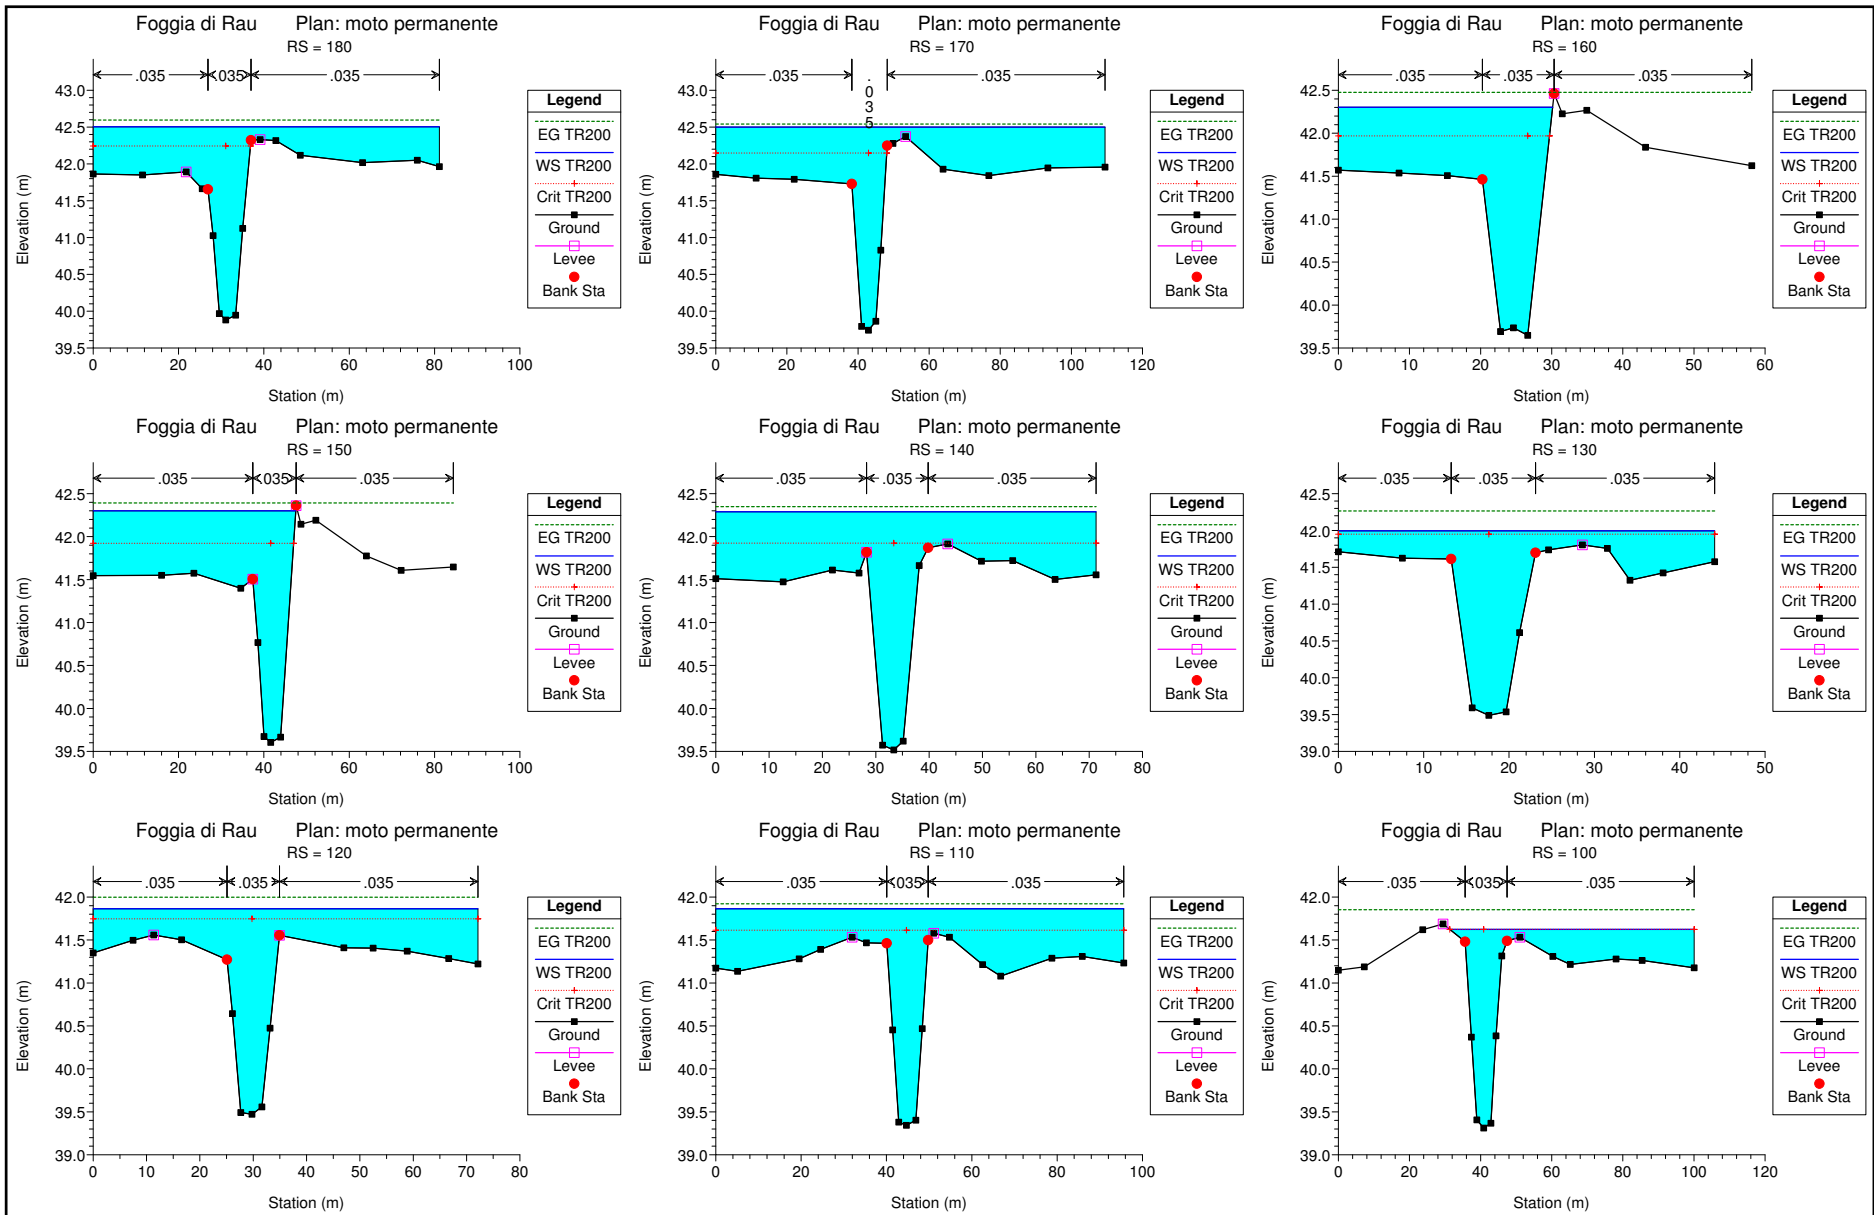 Foggia di Rau Plan: moto permanente
RS = 180
.035 .035 .035
43.0
42.5
42.0
41.5
41.0
40.5
40.0
39.5
Elevation (m)
0 20 40 60 80 100
Station (m)
Legend
EG TR200
WS TR200
Crit TR200
Ground
Levee
Bank Sta
Foggia di Rau Plan: moto permanente
RS = 170
.035 .035 .035
43.0
42.5
42.0
41.5
41.0
40.5
40.0
39.5
Elevation (m)
0 20 40 60 80 100 120
Station (m)
Legend
EG TR200
WS TR200
Crit TR200
Ground
Levee
Bank Sta
Foggia di Rau Plan: moto permanente
RS = 160
.035 .035 .035
42.5
42.0
41.5
41.0
40.5
40.0
39.5
Elevation (m)
0 10 20 30 40 50 60
Station (m)
Legend
EG TR200
WS TR200
Crit TR200
Ground
Levee
Bank Sta
Foggia di Rau Plan: moto permanente
RS = 150
.035 .035 .035
42.5
42.0
41.5
41.0
40.5
40.0
39.5
Elevation (m)
0 20 40 60 80 100
Station (m)
Legend
EG TR200
WS TR200
Crit TR200
Ground
Levee
Bank Sta
Foggia di Rau Plan: moto permanente
RS = 140
.035 .035 .035
42.5
42.0
41.5
41.0
40.5
40.0
39.5
Elevation (m)
0 10 20 30 40 50 60 70 80
Station (m)
Legend
EG TR200
WS TR200
Crit TR200
Ground
Levee
Bank Sta
Foggia di Rau Plan: moto permanente
RS = 130
.035 .035 .035
42.5
42.0
41.5
41.0
40.5
40.0
39.5
39.0
Elevation (m)
0 10 20 30 40 50
Station (m)
Legend
EG TR200
WS TR200
Crit TR200
Ground
Levee
Bank Sta
Foggia di Rau Plan: moto permanente
RS = 120
.035 .035 .035
42.0
41.5
41.0
40.5
40.0
39.5
39.0
Elevation (m)
0 10 20 30 40 50 60 70 80
Station (m)
Legend
EG TR200
WS TR200
Crit TR200
Ground
Levee
Bank Sta
Foggia di Rau Plan: moto permanente
RS = 110
.035 .035 .035
42.0
41.5
41.0
40.5
40.0
39.5
39.0
Elevation (m)
0 20 40 60 80 100
Station (m)
Legend
EG TR200
WS TR200
Crit TR200
Ground
Levee
Bank Sta
Foggia di Rau Plan: moto permanente
RS = 100
.035 .035 .035
42.0
41.5
41.0
40.5
40.0
39.5
39.0
Elevation (m)
0 20 40 60 80 100 120
Station (m)
Legend
EG TR200
WS TR200
Crit TR200
Ground
Levee
Bank Sta